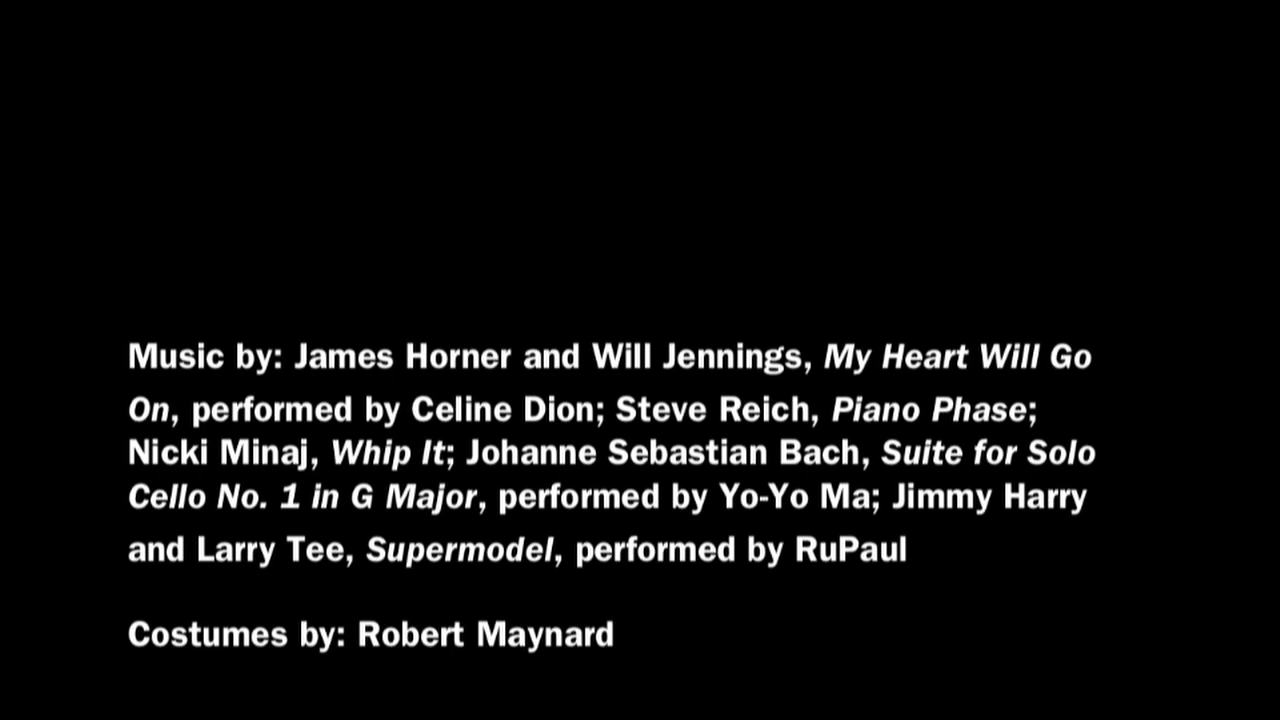 Music by: James Horner and Will Jennings, My Heart Will Go
On, performed by Celine Dion; Steve Reich, Piano Phase;
Nicki Minaj, Whip It; Johanne Sebastian Bach, Suite for Solo
Cello No. 1 in G Major, performed by Yo-Yo Ma; Jimmy Harry
and Larry Tee, Supermodel, performed by RuPaul
Costumes by: Robert Maynard